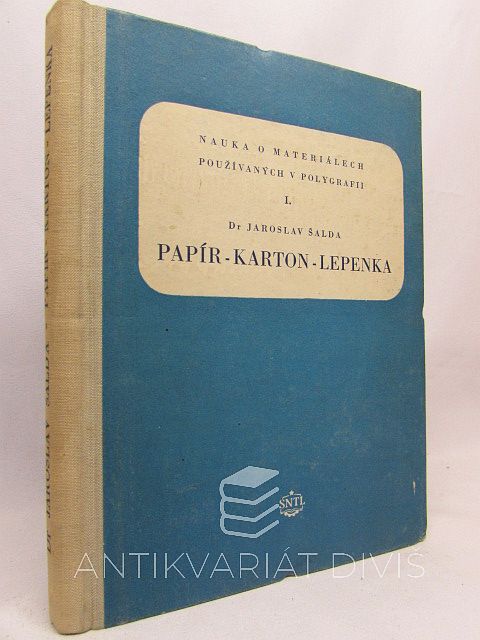 NAUKA O MATERIÁLECH
POUŽÍVANÝCH V POLYGRAFII
I.
Dr JAROSLAV ŠALDA
PAPÍR-KARTON-LEPENKA
SNTL
ANTIKVARIÁT DIVIŠ
JAROSLAV ŠALDA PAPÍR - KARTON - LEPENKA